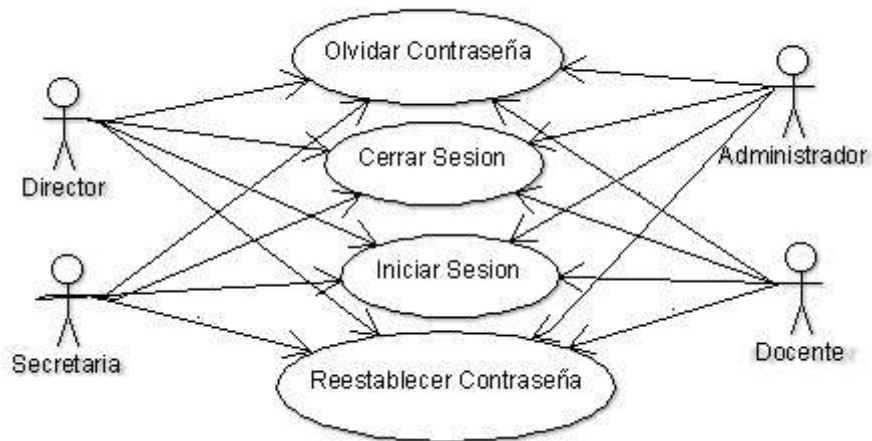 Olvidar Contraseña
Cerrar Sesion
Director
Administrador
Iniciar Sesion
Secretaria
Docente
Reestablecer Contraseña